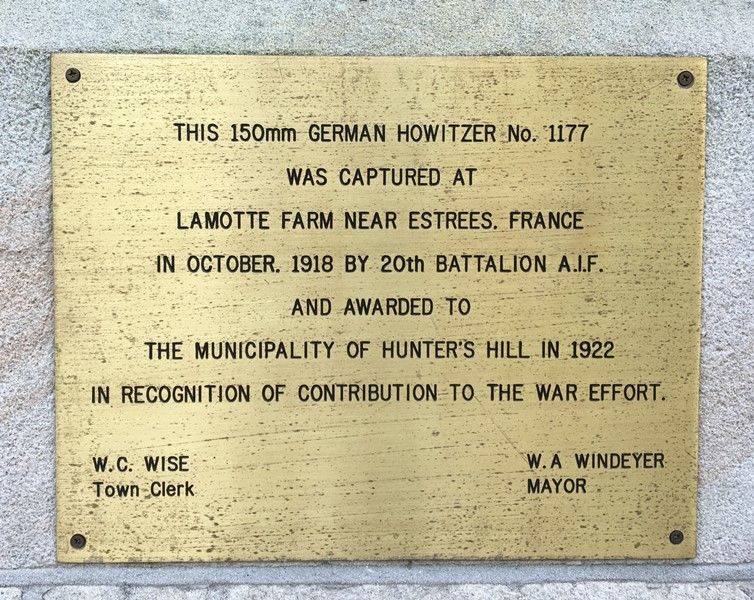 THIS 150mm GERMAN HOWITZER No. 1177
WAS CAPTURED AT
LAMOTTE FARM NEAR ESTREES. FRANCE
IN OCTOBER. 1918 BY 20th BATTALION A.I.F.
AND AWARDED TO
THE MUNICIPALITY OF HUNTER'S HILL IN 1922
IN RECOGNITION OF CONTRIBUTION TO THE WAR EFFORT.
W.C. WISE
Town Clerk
W.A WINDEYER
MAYOR